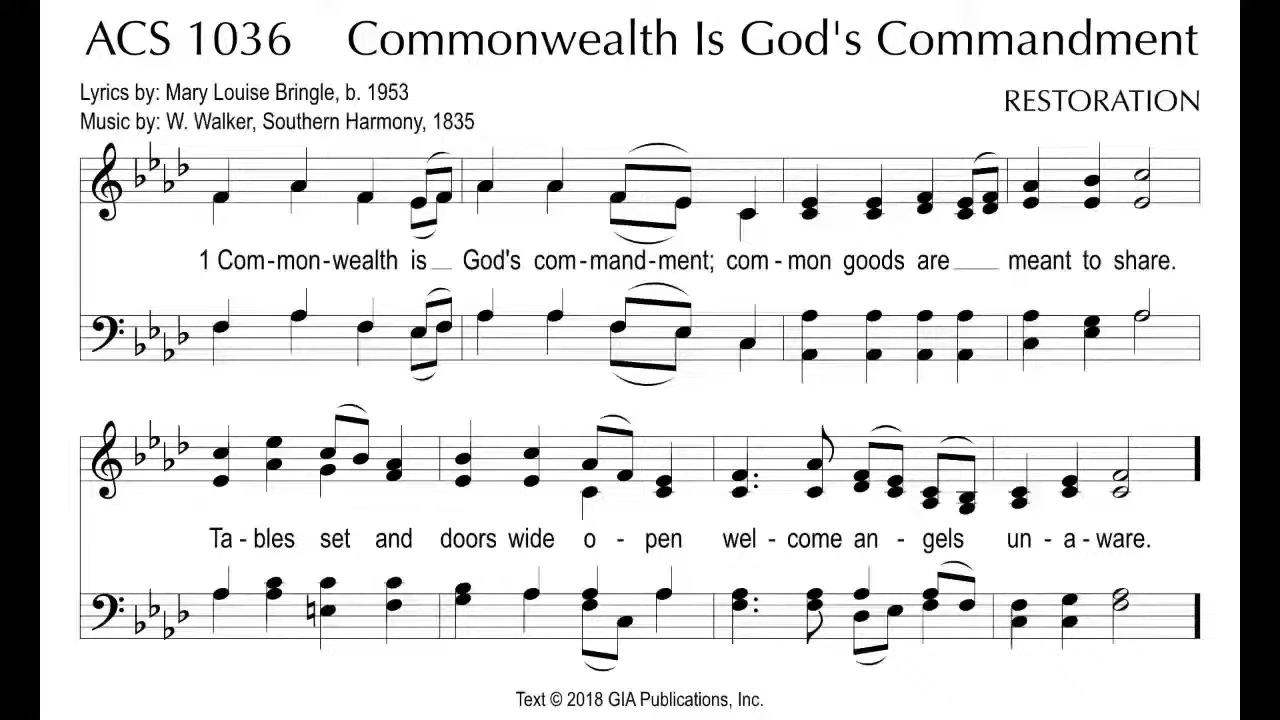 ACS 1036 Commonwealth Is God's Commandment
Lyrics by: Mary Louise Bringle, b. 1953
RESTORATION
Music by: W. Walker, Southern Harmony, 1835
1 Com-mon-wealth is __ God's com-mand-ment; com-mon goods are ___ meant to share.
Ta-bles set and doors wide o-pen wel-come an-gels un-a-ware.
Text © 2018 GIA Publications, Inc.